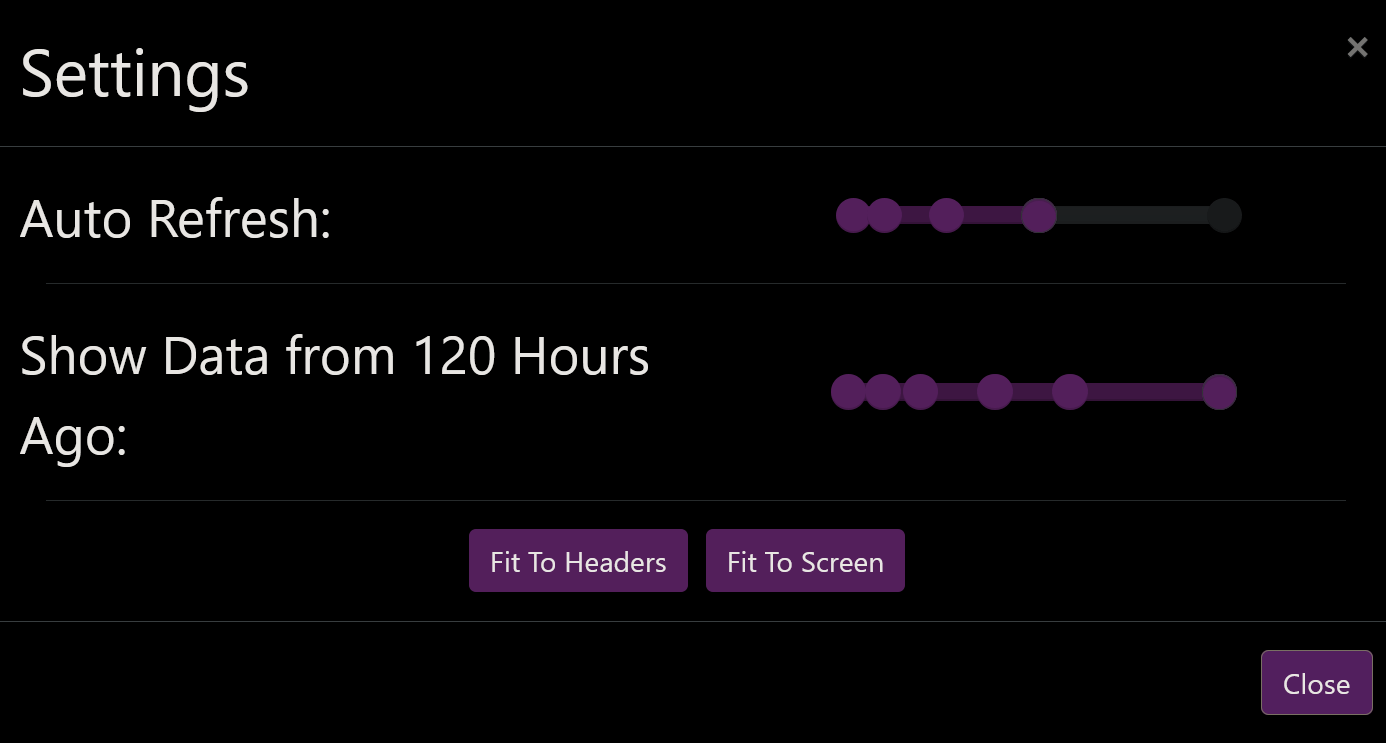 Settings
×
Auto Refresh:
Show Data from 120 Hours
Ago:
Fit To Headers
Fit To Screen
Close